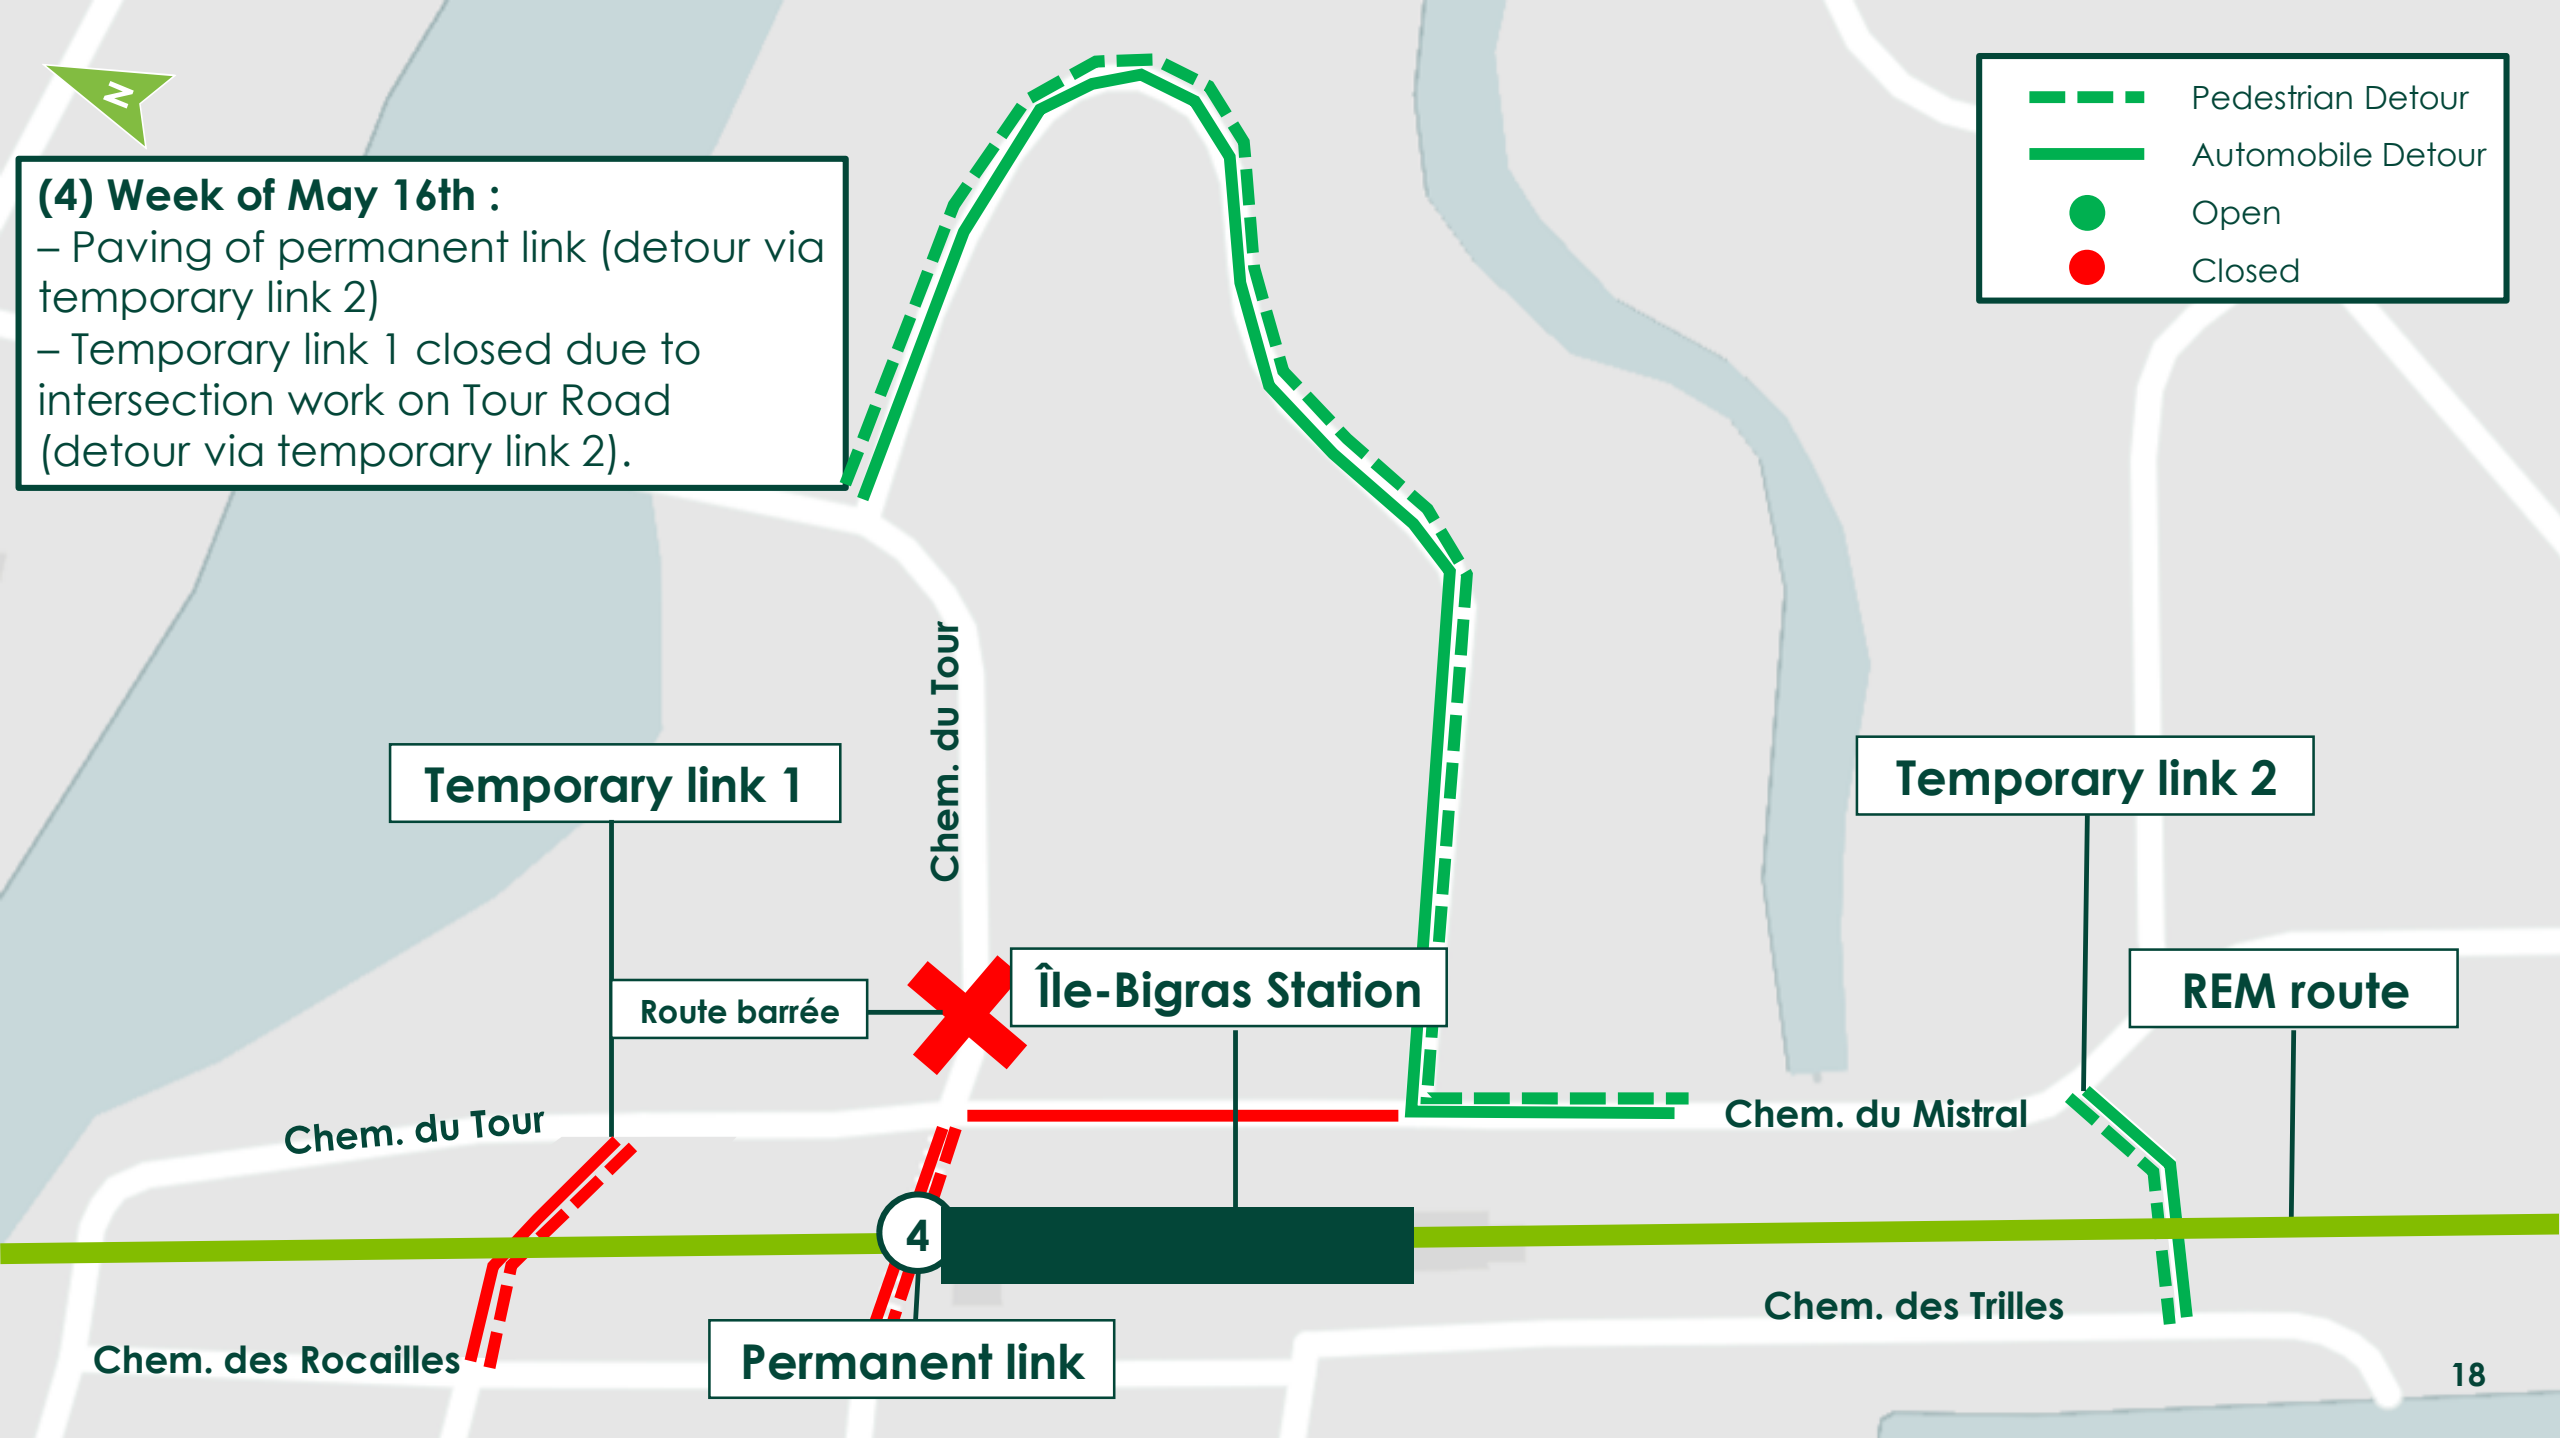 N
(4) Week of May 16th :
– Paving of permanent link (detour via
temporary link 2)
– Temporary link 1 closed due to
intersection work on Tour Road
(detour via temporary link 2).
Pedestrian Detour
Automobile Detour
Open
Closed
Chem. du Tour
Temporary link 1
Temporary link 2
Route barrée
Île-Bigras Station
REM route
Chem. du Tour
Chem. du Mistral
4
Chem. des Trilles
Chem. des Rocailles
Permanent link
18